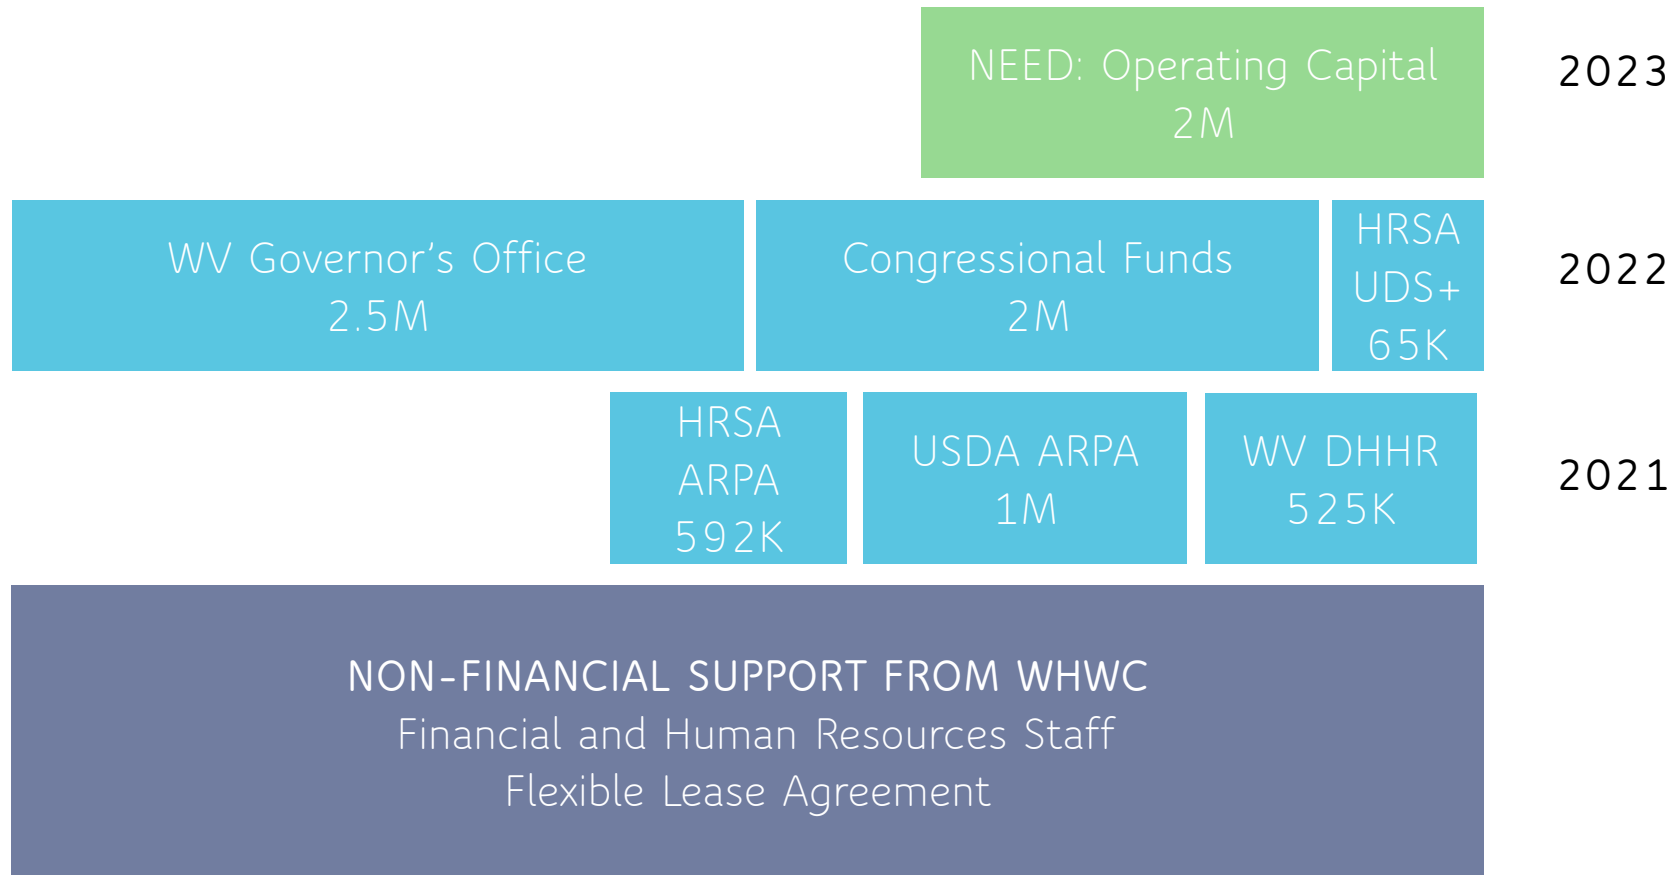 NEED: Operating Capital
2M
2023
WV Governor's Office
2.5M
Congressional Funds
2M
HRSA
UDS+
65K
2022
HRSA
ARPA
592K
USDA ARPA
1M
WV DHHR
525K
2021
NON-FINANCIAL SUPPORT FROM WHWC
Financial and Human Resources Staff
Flexible Lease Agreement